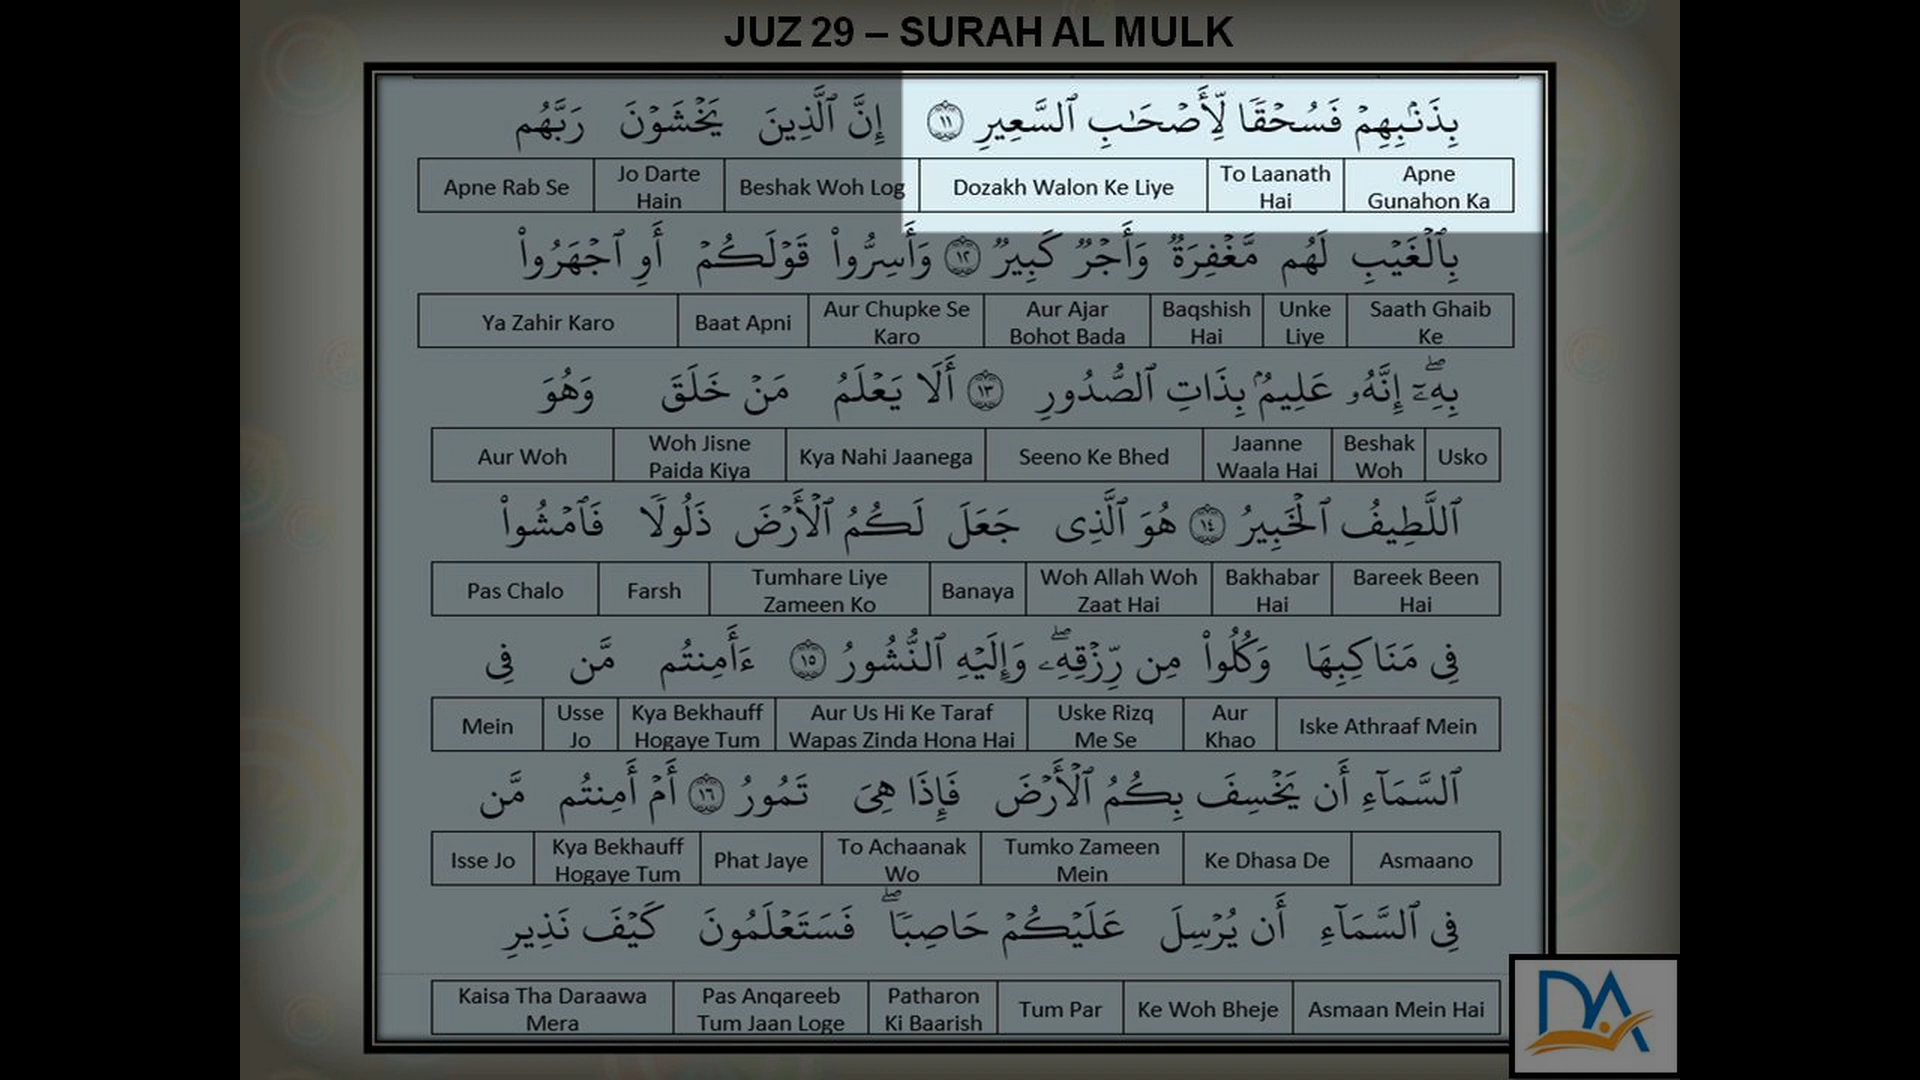 JUZ 29 – SURAH AL MULK
بِذَنۢبِهِمۡ فَسُحۡقٗا لِّأَصۡحَٰبِ ٱلسَّعِيرِ ١١ إِنَّ ٱلَّذِينَ يَخۡشَوۡنَ رَبَّهُم
Apne Rab Se Jo Darte Hain Beshak Woh Log Dozakh Walon Ke Liye To Laanath Hai Apne Gunahon Ka
بِٱلۡغَيۡبِ لَهُم مَّغۡفِرَةٞ وَأَجۡرٞ كَبِيرٞ ١٢ وَأَسِرُّواْ قَوۡلَكُمۡ أَوِ ٱجۡهَرُواْ
Ya Zahir Karo Baat Apni Aur Chupke Se Karo Aur Ajar Bohot Bada Baqshish Hai Unke Liye Saath Ghaib Ke
بِهِۦٓۖ إِنَّهُۥ عَلِيمُۢ بِذَاتِ ٱلصُّدُورِ ١٣ أَلَا يَعۡلَمُ مَنۡ خَلَقَ وَهُوَ
Aur Woh Woh Jisne Paida Kiya Kya Nahi Jaanega Seeno Ke Bhed Jaanne Waala Hai Beshak Woh Usko
ٱللَّطِيفُ ٱلۡخَبِيرُ ١٤ هُوَ ٱلَّذِي جَعَلَ لَكُمُ ٱلۡأَرۡضَ ذَلُولٗا فَٱمۡشُواْ
Pas Chalo Farsh Tumhare Liye Zameen Ko Banaya Woh Allah Woh Zaat Hai Bakhabar Hai Bareek Been Hai
فِي مَنَاكِبِهَا وَكُلُواْ مِن رِّزۡقِهِۦۖ وَإِلَيۡهِ ٱلنُّشُورُ ١٥ ءَأَمِنتُم مَّن فِي
Mein Usse Jo Kya Bekhauff Hogaye Tum Aur Us Hi Ke Taraf Wapas Zinda Hona Hai Uske Rizq Me Se Aur Khao Iske Athraaf Mein
ٱلسَّمَآءِ أَن يَخۡسِفَ بِكُمُ ٱلۡأَرۡضَ فَإِذَا هِيَ تَمُورُ ١٦ أَمۡ أَمِنتُم مَّن
Isse Jo Kya Bekhauff Hogaye Tum Phat Jaye To Achaanak Wo Tumko Zameen Mein Ke Dhasa De Asmaano
فِي ٱلسَّمَآءِ أَن يُرۡسِلَ عَلَيۡكُمۡ حَاصِبٗاۖ فَسَتَعۡلَمُونَ كَيۡفَ نَذِيرِ
Kaisa Tha Daraawa Mera Pas Anqareeb Tum Jaan Loge Patharon Ki Baarish Tum Par Ke Woh Bheje Asmaan Mein Hai
DA